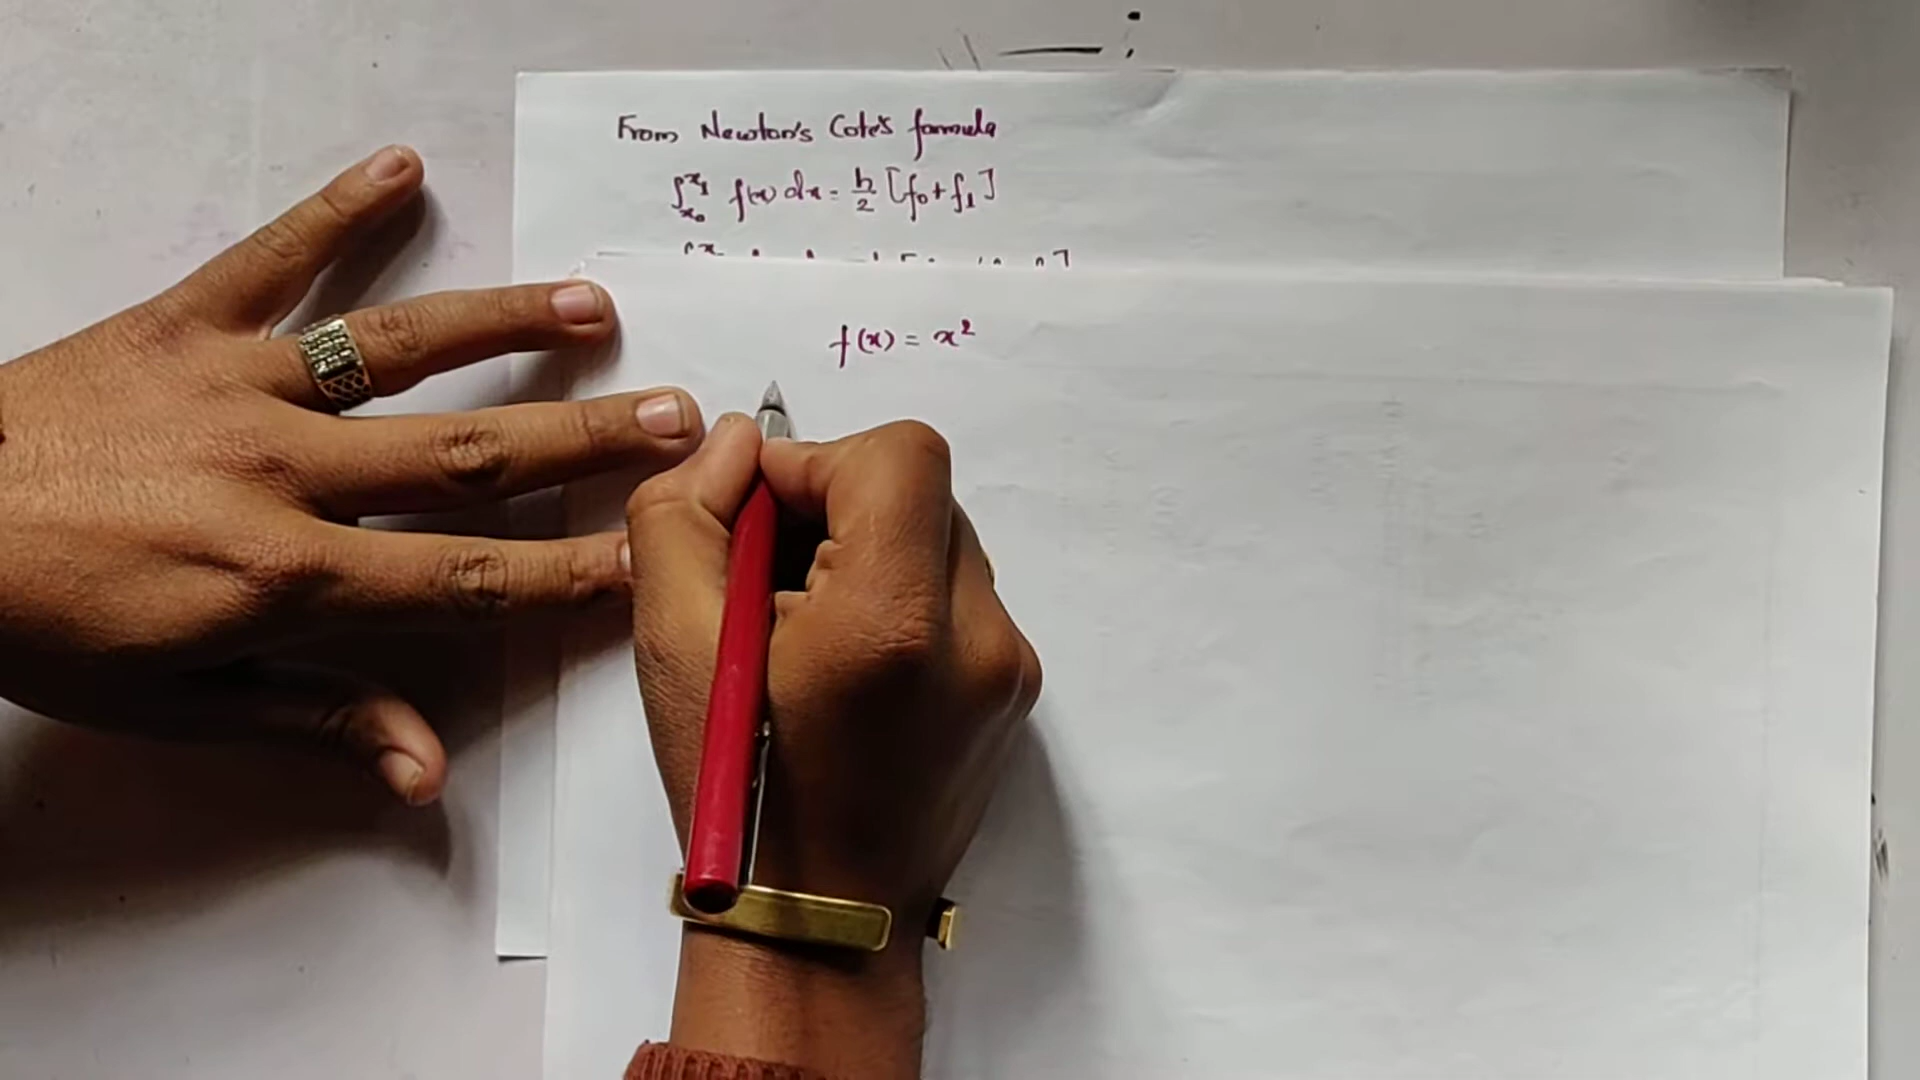 From Newton's Cote's formula
∫ₓ₀ˣ¹ f(x) dx = h/2 [f₀ + f₁]
f(x) = x²